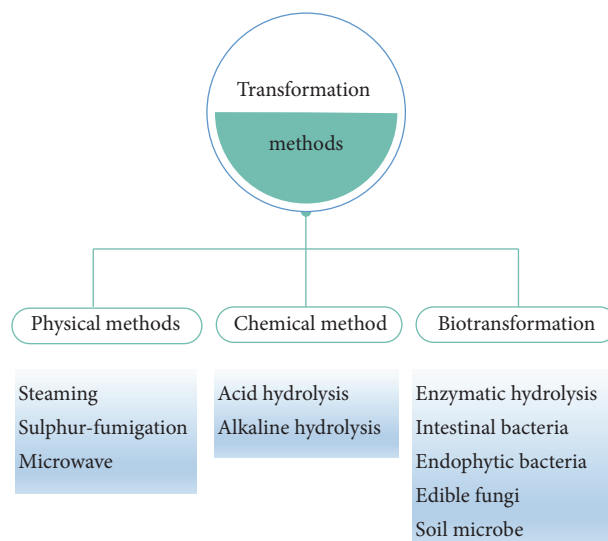 Transformation
methods
Physical methods
Chemical method
Biotransformation
Steaming
Sulphur-fumigation
Microwave
Acid hydrolysis
Alkaline hydrolysis
Enzymatic hydrolysis
Intestinal bacteria
Endophytic bacteria
Edible fungi
Soil microbe